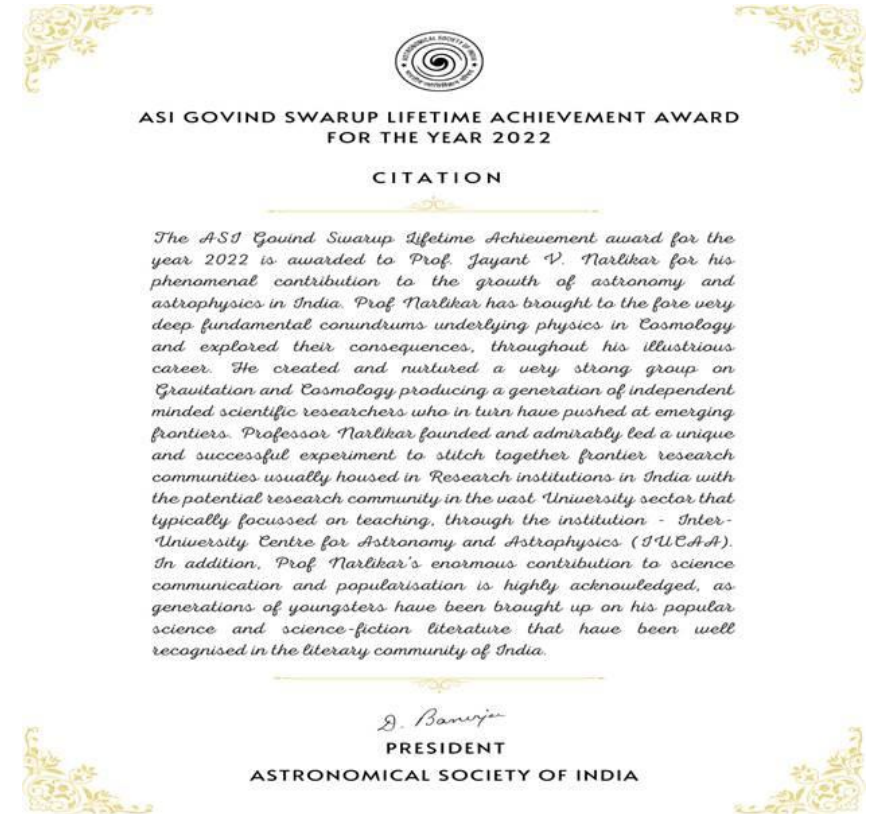 ASTRONOMICAL SOCIETY OF INDIA
ASI GOVIND SWARUP LIFETIME ACHIEVEMENT AWARD
FOR THE YEAR 2022
CITATION
The ASI Govind Swarup Lifetime Achievement award for the
year 2022 is awarded to Prof. Jayant V. Narlikar for his
phenomenal contribution to the growth of astronomy and
astrophysics in India. Prof Narlikar has brought to the fore very
deep fundamental conundrums underlying physics in Cosmology
and explored their consequences, throughout his illustrious
career. He created and nurtured a very strong group on
Gravitation and Cosmology producing a generation of independent
minded scientific researchers who in turn have pushed at emerging
frontiers. Professor Narlikar founded and admirably led a unique
and successful experiment to stitch together frontier research
communities usually housed in Research institutions in India with
the potential research community in the vast University sector that
typically focussed on teaching, through the institution - Inter-
University Centre for Astronomy and Astrophysics (IUCAA).
In addition, Prof Narlikar's enormous contribution to science
communication and popularisation is highly acknowledged, as
generations of youngsters have been brought up on his popular
science and science-fiction literature that have been well
recognised in the literary community of India.
D. Banerjee
PRESIDENT
ASTRONOMICAL SOCIETY OF INDIA